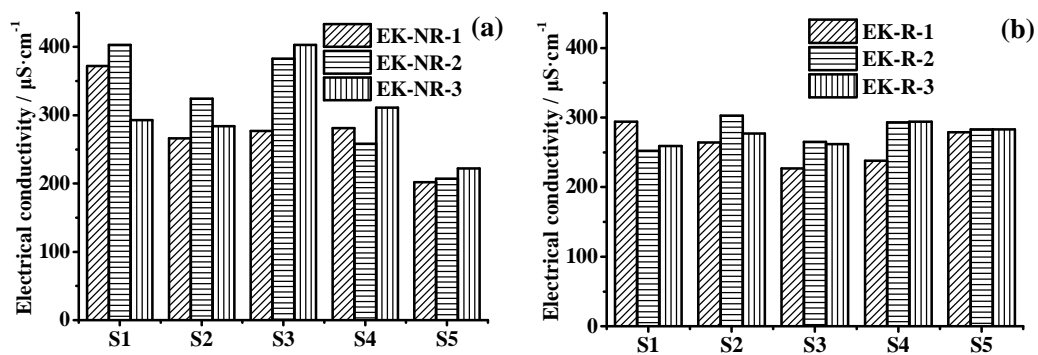 (a)
EK-NR-1
EK-NR-2
EK-NR-3
Electrical conductivity / μS·cm⁻¹
400
300
200
100
0
S1 S2 S3 S4 S5
(b)
EK-R-1
EK-R-2
EK-R-3
Electrical conductivity / μS·cm⁻¹
400
300
200
100
0
S1 S2 S3 S4 S5